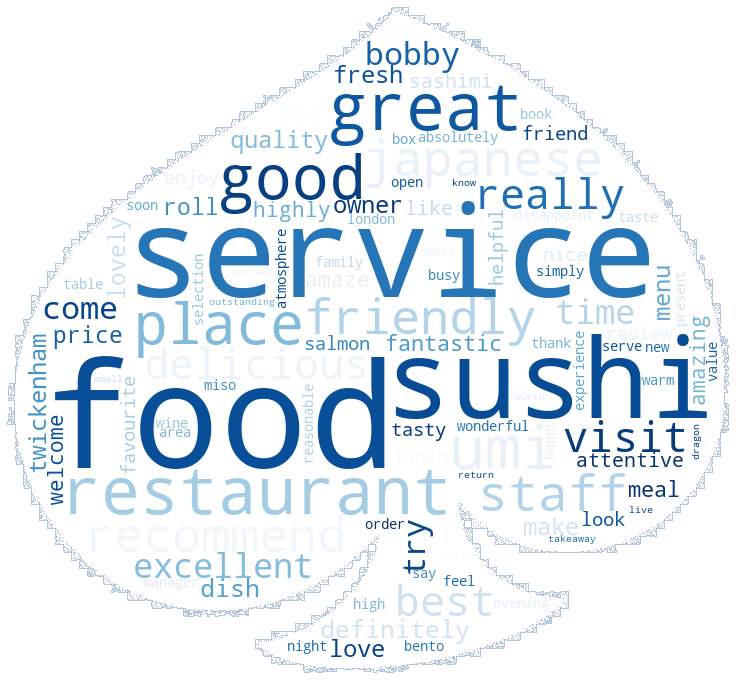 bobby
fresh sashimi
great book
eat
quality box absolutely friend
good japanese
enjoy open know really
soon roll highly owner like
london disappoint taste
lovely service helpful nice
atmosphere family wait
table selection perfect amaze busy simply menu present
come outstanding
place friendly time
price review
twickenham salmon fantastic thank serve new value
delicious sushi experience amazing
small miso warm
food worth
favourite reasonable
welcome wine tasty wonderful happy dragon
area umi visit
lunch attentive
restaurant return staff meal
live
recommend order try make look
takeaway
excellent say
manager feel
dish
high best evening
definitely
night love bento